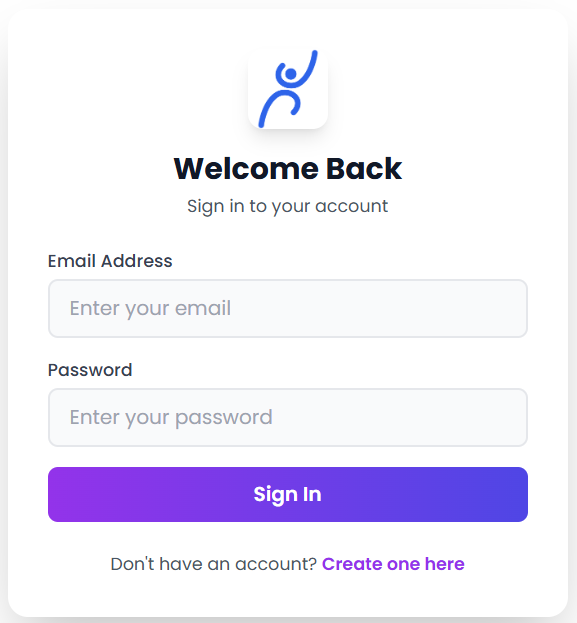 Welcome Back
Sign in to your account
Email Address
Enter your email
Password
Enter your password
Sign In
Don't have an account? Create one here